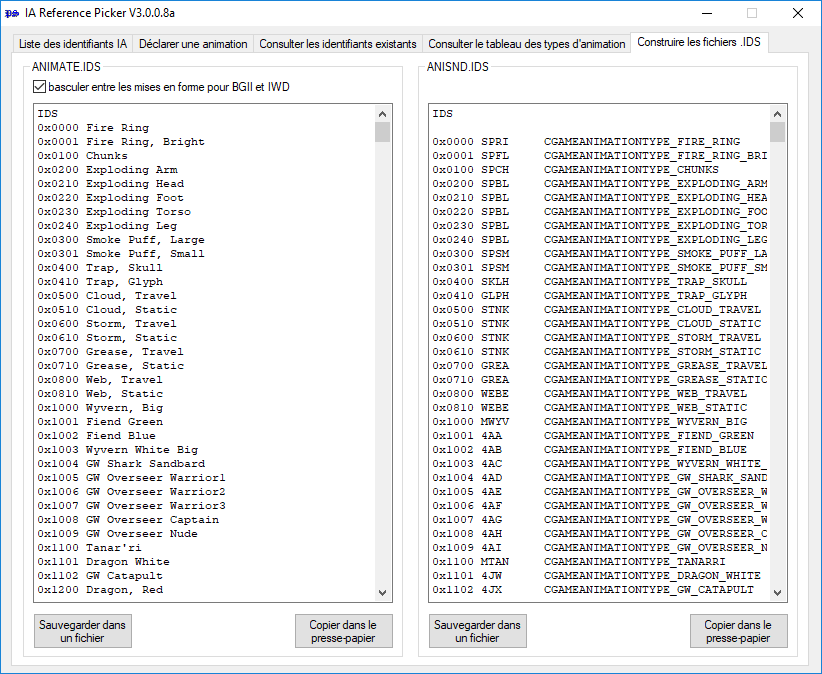 IA Reference Picker V3.0.0.8a
Liste des identifiants IA
Déclarer une animation
Consulter les identifiants existants
Consulter le tableau des types d'animation
Construire les fichiers .IDS
ANIMATE.IDS
basculer entre les mises en forme pour BGII et IWD
IDS
0x0000 Fire Ring
0x0001 Fire Ring, Bright
0x0100 Chunks
0x0200 Exploding Arm
0x0210 Exploding Head
0x0220 Exploding Foot
0x0230 Exploding Torso
0x0240 Exploding Leg
0x0300 Smoke Puff, Large
0x0301 Smoke Puff, Small
0x0400 Trap, Skull
0x0410 Trap, Glyph
0x0500 Cloud, Travel
0x0510 Cloud, Static
0x0600 Storm, Travel
0x0610 Storm, Static
0x0700 Grease, Travel
0x0710 Grease, Static
0x0800 Web, Travel
0x0810 Web, Static
0x1000 Wyvern, Big
0x1001 Fiend Green
0x1002 Fiend Blue
0x1003 Wyvern White Big
0x1004 GW Shark Sandbard
0x1005 GW Overseer Warrior1
0x1006 GW Overseer Warrior2
0x1007 GW Overseer Warrior3
0x1008 GW Overseer Captain
0x1009 GW Overseer Nude
0x1100 Tanar'ri
0x1101 Dragon White
0x1102 GW Catapult
0x1200 Dragon, Red
Sauvegarder dans
un fichier
Copier dans le
presse-papier
ANISND.IDS
IDS
0x0000 SPRI CGAMEANIMATIONTYPE_FIRE_RING
0x0001 SPFL CGAMEANIMATIONTYPE_FIRE_RING_BRI
0x0100 SPCH CGAMEANIMATIONTYPE_CHUNKS
0x0200 SPBL CGAMEANIMATIONTYPE_EXPLODING_ARM
0x0210 SPBL CGAMEANIMATIONTYPE_EXPLODING_HEA
0x0220 SPBL CGAMEANIMATIONTYPE_EXPLODING_FOO
0x0230 SPBL CGAMEANIMATIONTYPE_EXPLODING_TOR
0x0240 SPBL CGAMEANIMATIONTYPE_EXPLODING_LEG
0x0300 SPSM CGAMEANIMATIONTYPE_SMOKE_PUFF_LA
0x0301 SPSM CGAMEANIMATIONTYPE_SMOKE_PUFF_SM
0x0400 SKLH CGAMEANIMATIONTYPE_TRAP_SKULL
0x0410 GLPH CGAMEANIMATIONTYPE_TRAP_GLYPH
0x0500 STNK CGAMEANIMATIONTYPE_CLOUD_TRAVEL
0x0510 STNK CGAMEANIMATIONTYPE_CLOUD_STATIC
0x0600 STNK CGAMEANIMATIONTYPE_STORM_TRAVEL
0x0610 STNK CGAMEANIMATIONTYPE_STORM_STATIC
0x0700 GREA CGAMEANIMATIONTYPE_GREASE_TRAVEL
0x0710 GREA CGAMEANIMATIONTYPE_GREASE_STATIC
0x0800 WEBE CGAMEANIMATIONTYPE_WEB_TRAVEL
0x0810 WEBE CGAMEANIMATIONTYPE_WEB_STATIC
0x1000 MWYV CGAMEANIMATIONTYPE_WYVERN_BIG
0x1001 4AA CGAMEANIMATIONTYPE_FIEND_GREEN
0x1002 4AB CGAMEANIMATIONTYPE_FIEND_BLUE
0x1003 4AC CGAMEANIMATIONTYPE_WYVERN_WHITE_
0x1004 4AD CGAMEANIMATIONTYPE_GW_SHARK_SAND
0x1005 4AE CGAMEANIMATIONTYPE_GW_OVERSEER_W
0x1006 4AF CGAMEANIMATIONTYPE_GW_OVERSEER_W
0x1007 4AG CGAMEANIMATIONTYPE_GW_OVERSEER_W
0x1008 4AH CGAMEANIMATIONTYPE_GW_OVERSEER_C
0x1009 4AI CGAMEANIMATIONTYPE_GW_OVERSEER_N
0x1100 MTAN CGAMEANIMATIONTYPE_TANARRI
0x1101 4JW CGAMEANIMATIONTYPE_DRAGON_WHITE
0x1102 4JX CGAMEANIMATIONTYPE_GW_CATAPULT
Sauvegarder dans
un fichier
Copier dans le
presse-papier